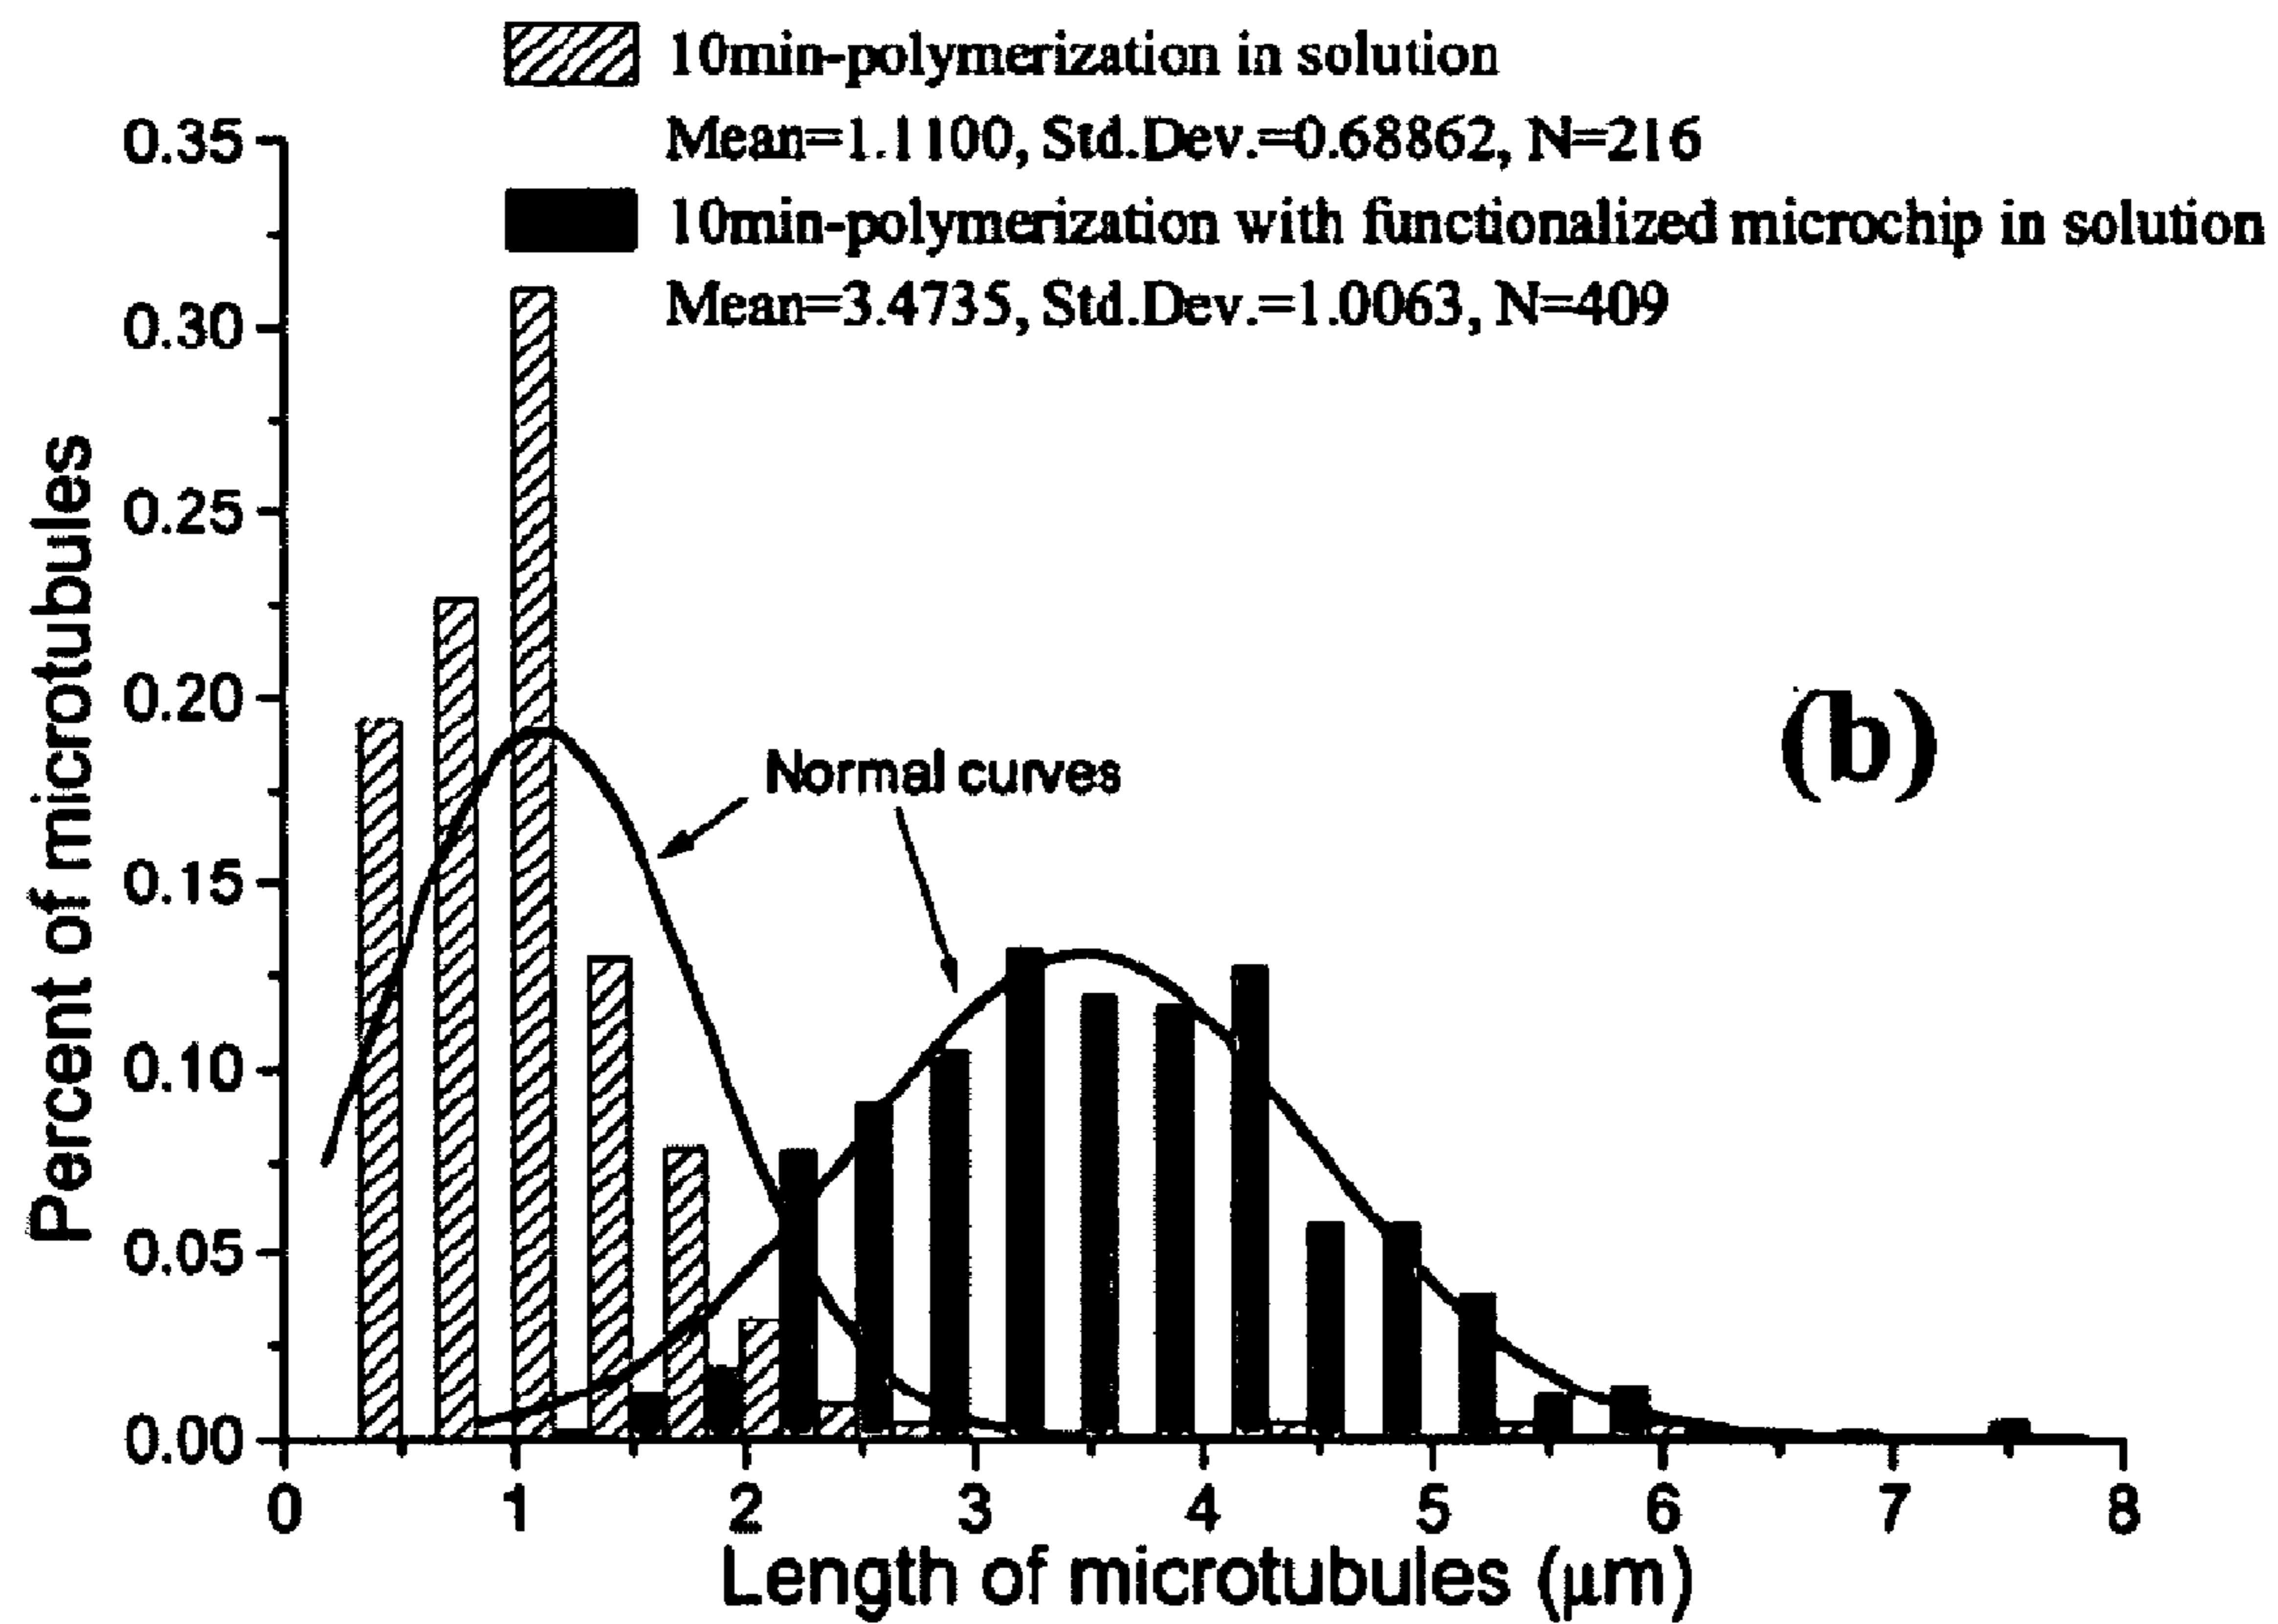 10min-polymerization in solution
Mean=1.1100, Std.Dev.=0.68862, N=216
10min-polymerization with functionalized microchip in solution
Mean=3.4735, Std.Dev.=1.0063, N=409
Percent of microtubules
0.35
0.30
0.25
0.20
0.15
0.10
0.05
0.00
Normal curves
(b)
0 1 2 3 4 5 6 7 8
Length of microtubules (μm)